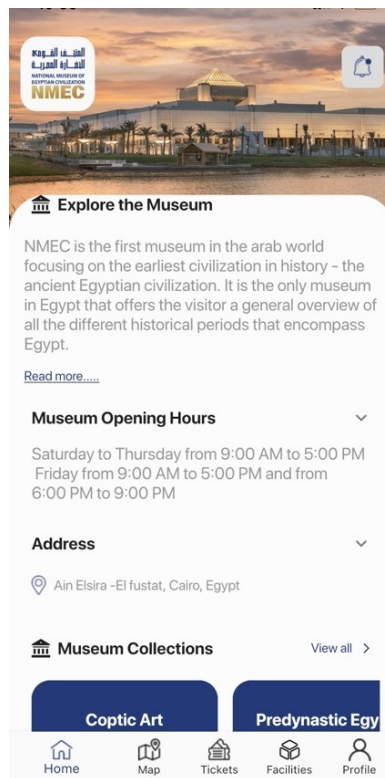 المتحف القومي
للحضارة المصرية
NATIONAL MUSEUM OF
EGYPTIAN CIVILIZATION
NMEC
Explore the Museum
NMEC is the first museum in the arab world
focusing on the earliest civilization in history - the
ancient Egyptian civilization. It is the only museum
in Egypt that offers the visitor a general overview of
all the different historical periods that encompass
Egypt.
Read more.....
Museum Opening Hours
Saturday to Thursday from 9:00 AM to 5:00 PM
Friday from 9:00 AM to 5:00 PM and from
6:00 PM to 9:00 PM
Address
Ain Elsira -El fustat, Cairo, Egypt
Museum Collections
View all >
Coptic Art
Predynastic Egy
Home
Map
Tickets
Facilities
Profile